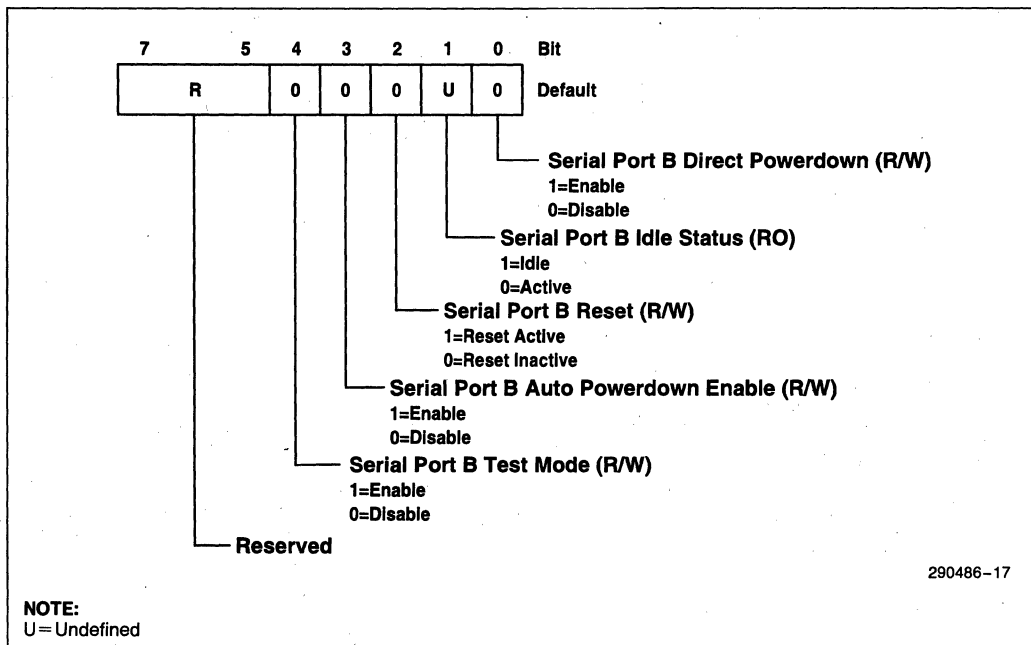 7 5 4 3 2 1 0 Bit
R 0 0 0 U 0 Default
Serial Port B Direct Powerdown (R/W)
1=Enable
0=Disable
Serial Port B Idle Status (RO)
1=Idle
0=Active
Serial Port B Reset (R/W)
1=Reset Active
0=Reset Inactive
Serial Port B Auto Powerdown Enable (R/W)
1=Enable
0=Disable
Serial Port B Test Mode (R/W)
1=Enable
0=Disable
Reserved
290486-17
NOTE:
U=Undefined